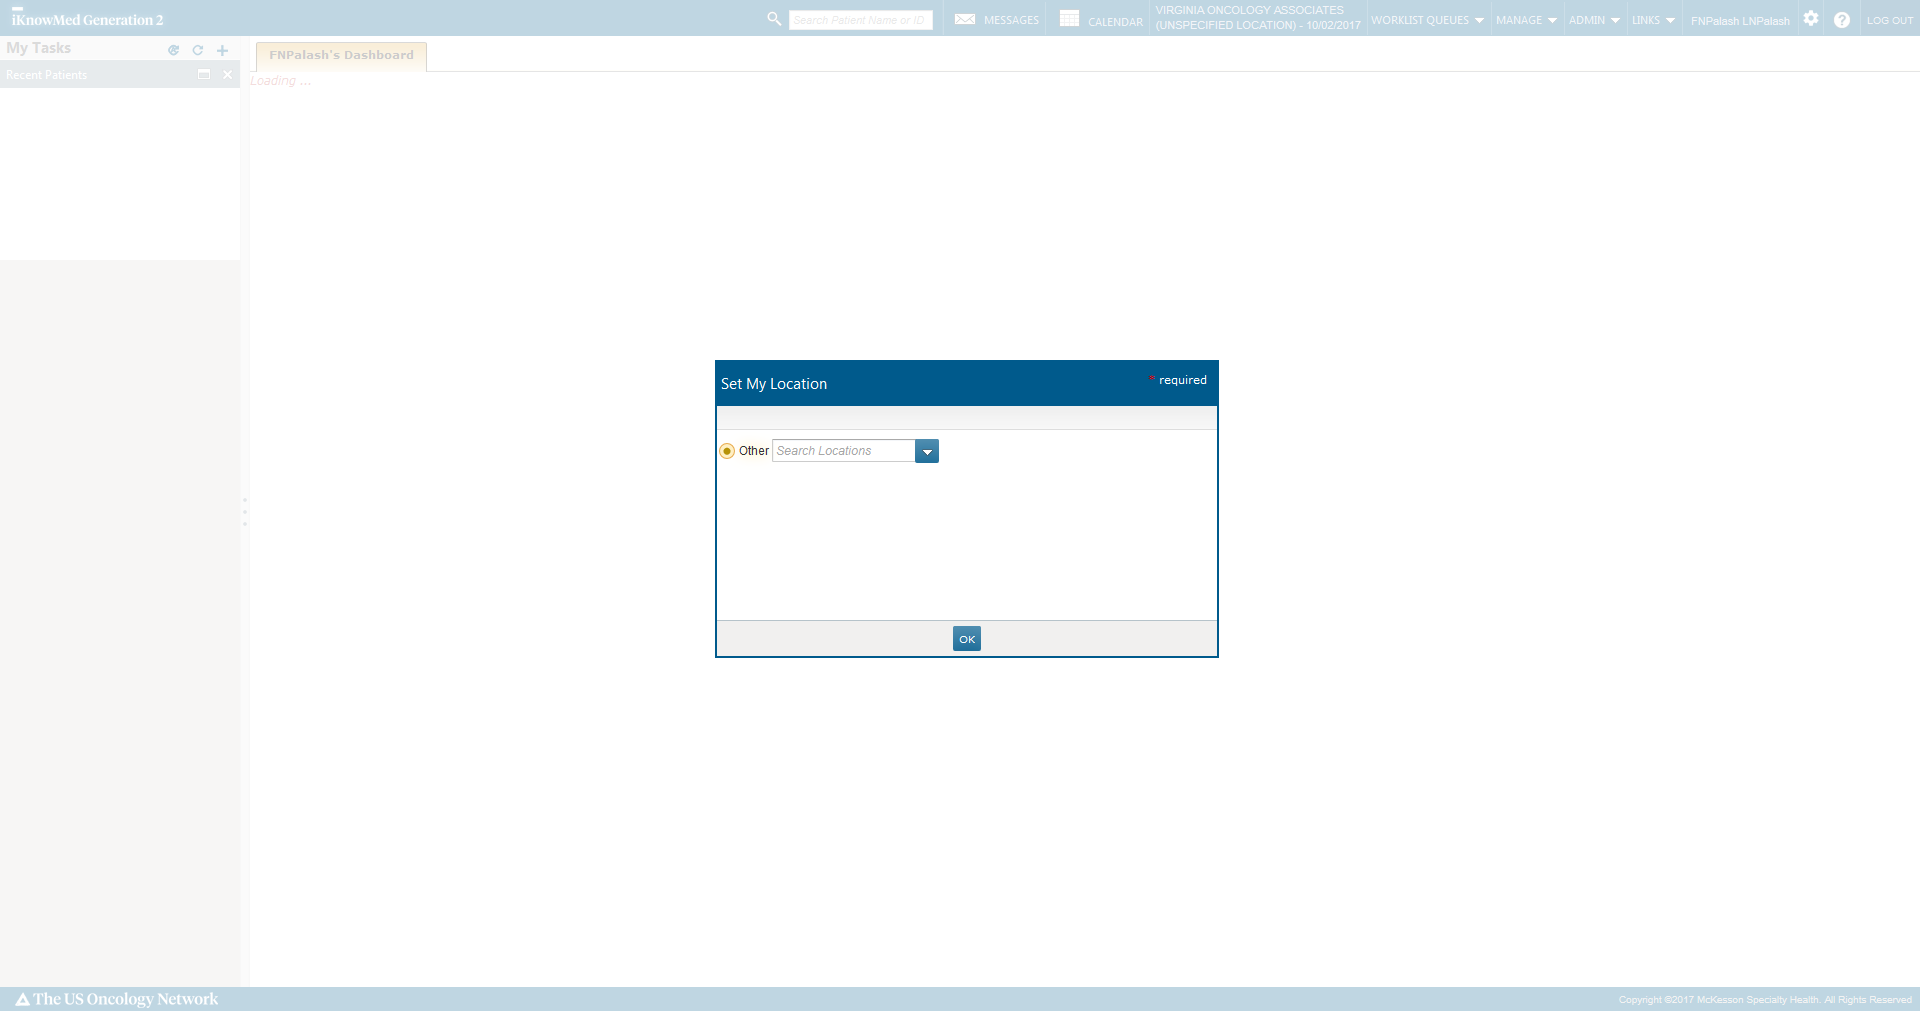 iKnowMed Generation 2
Search Patient Name or ID
MESSAGES
CALENDAR
VIRGINIA ONCOLOGY ASSOCIATES
(UNSPECIFIED LOCATION) - 10/02/2017
WORKLIST QUEUES
MANAGE
ADMIN
LINKS
FNPalash LNPalash
LOG OUT
My Tasks
FNPalash's Dashboard
Recent Patients
Loading ...
Set My Location
* required
Other
Search Locations
OK
The US Oncology Network
Copyright ©2017 McKesson Specialty Health. All Rights Reserved